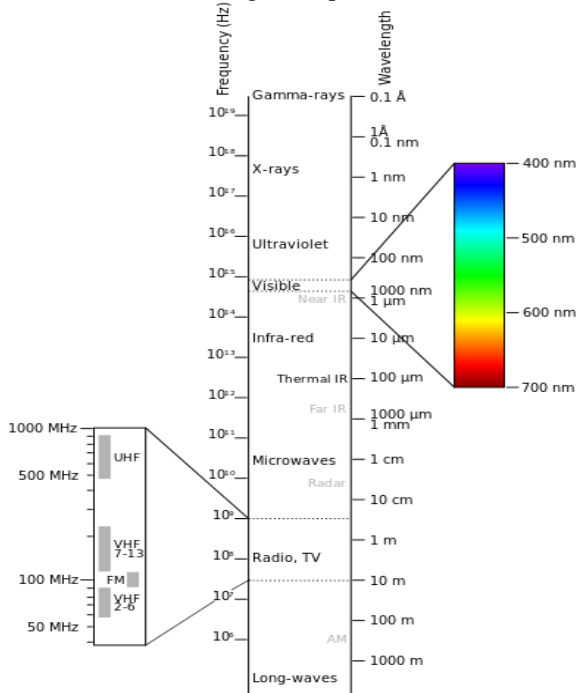 Frequency (Hz)
Wavelength
Gamma-rays
X-rays
Ultraviolet
Visible
Near IR
Infra-red
Thermal IR
Far IR
Microwaves
Radar
Radio, TV
AM
Long-waves
10¹⁹
10¹⁸
10¹⁷
10¹⁶
10¹⁵
10¹⁴
10¹³
10¹²
10¹¹
10¹⁰
10⁹
10⁸
10⁷
10⁶
0.1 Å
1Å
0.1 nm
1 nm
10 nm
100 nm
1000 nm
1 µm
10 µm
100 µm
1000 µm
1 mm
1 cm
10 cm
1 m
10 m
100 m
1000 m
400 nm
500 nm
600 nm
700 nm
1000 MHz
500 MHz
100 MHz
50 MHz
UHF
VHF
7-13
FM
VHF
2-6